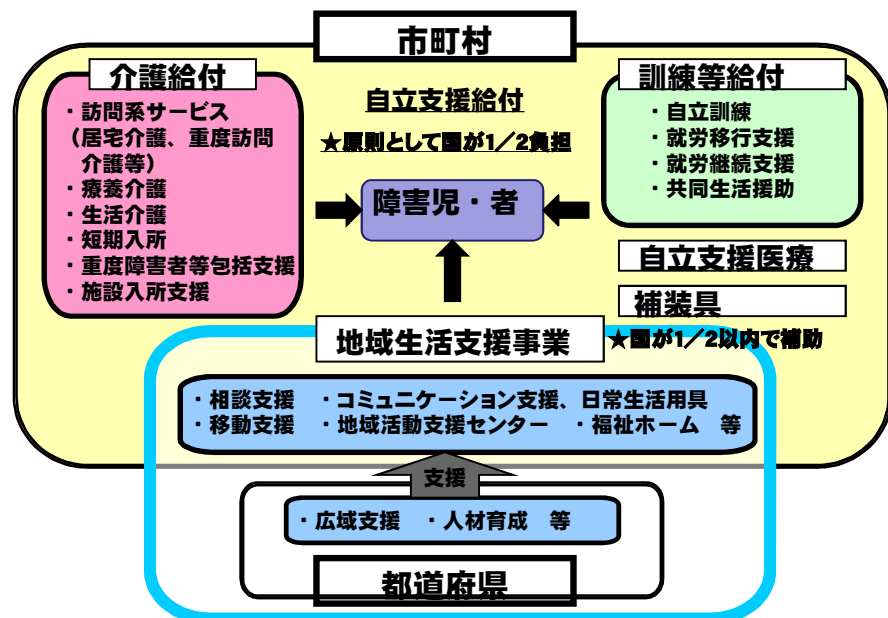 市町村
介護給付
・訪問系サービス
（居宅介護、重度訪問
介護等）
・療養介護
・生活介護
・短期入所
・重度障害者等包括支援
・施設入所支援
自立支援給付
★原則として国が1／2負担
障害児・者
訓練等給付
・自立訓練
・就労移行支援
・就労継続支援
・共同生活援助
自立支援医療
補装具
地域生活支援事業
★国が1／2以内で補助
・相談支援　・コミュニケーション支援、日常生活用具
・移動支援　・地域活動支援センター　・福祉ホーム　等
支援
・広域支援　・人材育成　等
都道府県